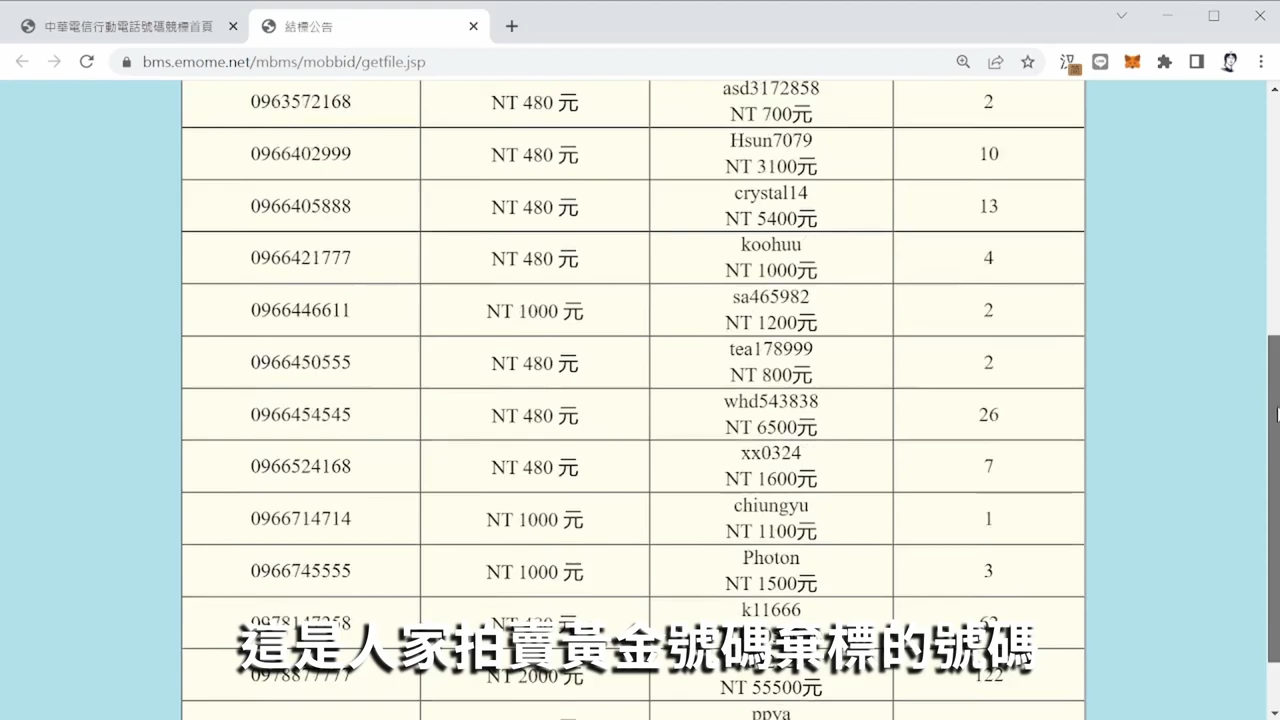 中華電信行動電話號碼競標首頁
結標公告
bms.emome.net/mbms/mobbid/getfile.jsp
0963572168 NT 480 元 asd3172858 2
NT 700元
0966402999 NT 480 元 Hsun7079 10
NT 3100元
0966405888 NT 480 元 crystal14 13
NT 5400元
0966421777 NT 480 元 koohuu 4
NT 1000元
0966446611 NT 1000 元 sa465982 2
NT 1200元
0966450555 NT 480 元 tea178999 2
NT 800元
0966454545 NT 480 元 whd543838 26
NT 6500元
0966524168 NT 480 元 xx0324 7
NT 1600元
0966714714 NT 1000 元 chiungyu 1
NT 1100元
0966745555 NT 1000 元 Photon 3
NT 1500元
k11666
0978877777 NT 2000 元 NT 55500元 122
ppya
這是人家拍賣黃金號碼棄標的號碼